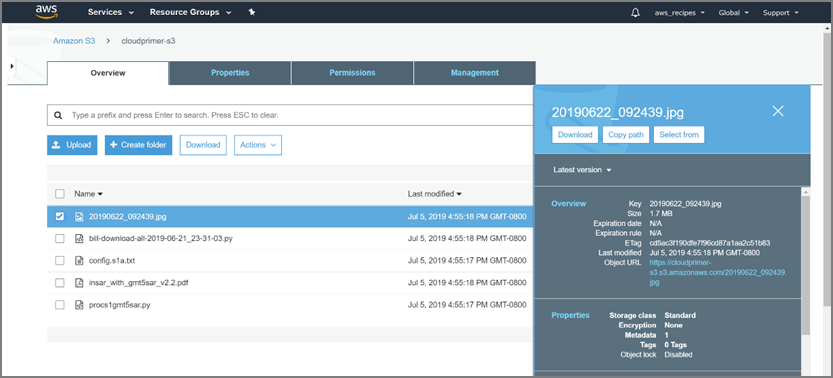 aws Services Resource Groups aws_recipes Global Support
Amazon S3 > cloudprimer-s3
Overview Properties Permissions Management
Type a prefix and press Enter to search. Press ESC to clear.
Upload + Create folder Download Actions
Name Last modified
20190622_092439.jpg Jul 5, 2019 4:55:18 PM GMT-0800
bill-download-all-2019-06-21_23-31-03.py Jul 5, 2019 4:55:18 PM GMT-0800
config.s1a.txt Jul 5, 2019 4:55:17 PM GMT-0800
insar_with_gmt5sar_v2.2.pdf Jul 5, 2019 4:55:18 PM GMT-0800
procs1gmt5sar.py Jul 5, 2019 4:55:17 PM GMT-0800
20190622_092439.jpg
Download Copy path Select from
Latest version
Overview Key 20190622_092439.jpg
Size 1.7 MB
Expiration date N/A
Expiration rule N/A
ETag cd5ac3f190dfe7f96cd87a1aa2c51b83
Last modified Jul 5, 2019 4:55:18 PM GMT-0800
Object URL https://cloudprimer-
s3.s3.amazonaws.com/20190622_092439.
jpg
Properties Storage class Standard
Encryption None
Metadata 1
Tags 0 Tags
Object lock Disabled